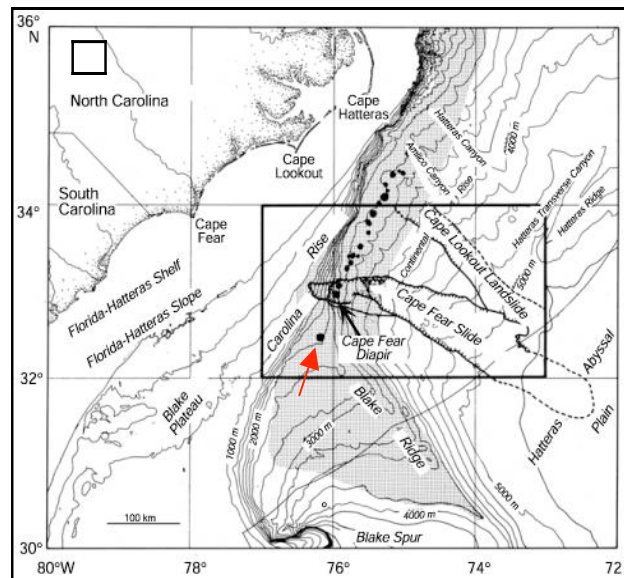 36°
N
North Carolina
Cape
Hatteras
Cape
Lookout
South
Carolina
Cape
Fear
34°
Hatteras Canyon
Amilco Canyon
Rise
Continental
4000 m
Hatteras Transverse Canyon
Hatteras Ridge
5000 m
Rise
Carolina
Cape Lookout Landslide
Cape Fear Slide
Cape Fear
Diapir
Florida-Hatteras Shelf
Florida-Hatteras Slope
32°
Blake
Plateau
1000 m
2000 m
3000 m
Blake
Ridge
Hatteras
Abyssal
Plain
5000 m
4000 m
100 km
Blake Spur
30°
80°W
78°
76°
74°
72